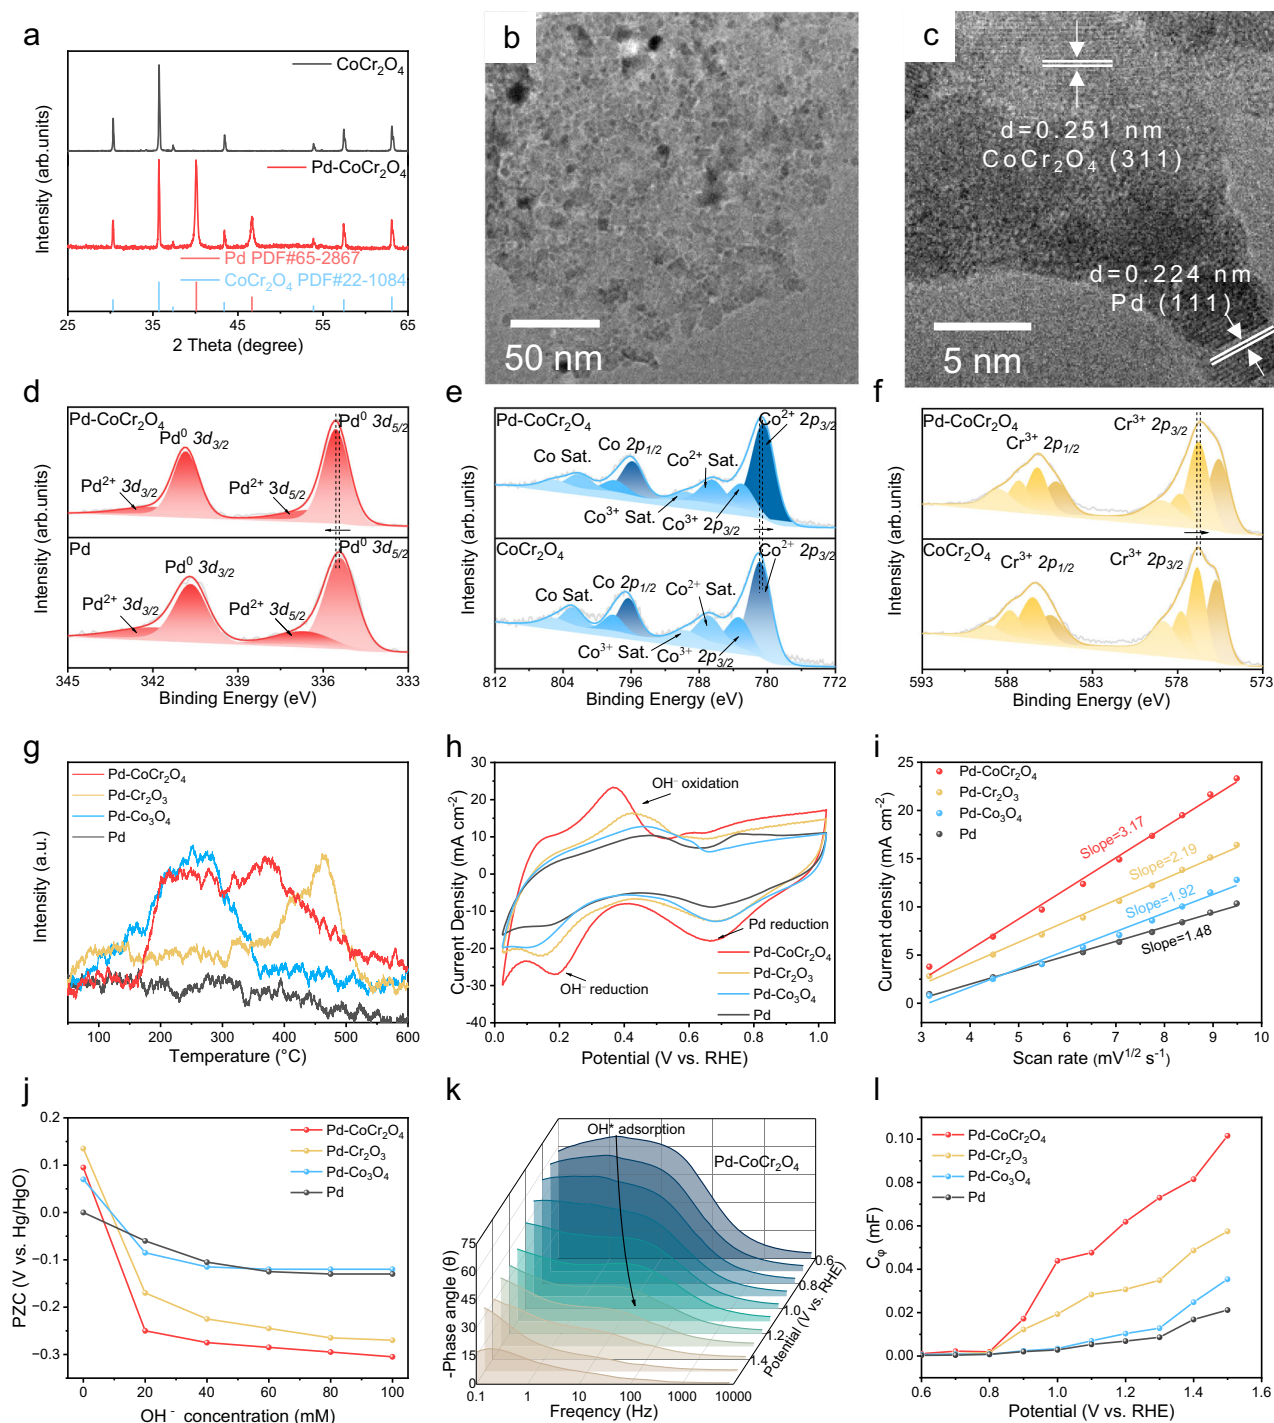 a
CoCr₂O₄
Pd-CoCr₂O₄
Pd PDF#65-2867
CoCr₂O₄ PDF#22-1084
Intensity (arb.units)
Intensity (arb.units)
25 35 45 55 65
2 Theta (degree)
b
50 nm
c
d=0.251 nm
CoCr₂O₄ (311)
d=0.224 nm
Pd (111)
5 nm
d
Pd-CoCr₂O₄
Pd⁰ 3d₃/₂
Pd⁰ 3d₅/₂
Pd²⁺ 3d₃/₂
Pd²⁺ 3d₅/₂
Pd
Pd⁰ 3d₃/₂
Pd⁰ 3d₅/₂
Pd²⁺ 3d₃/₂
Pd²⁺ 3d₅/₂
Intensity (arb.units)
345 342 339 336 333
Binding Energy (eV)
e
Pd-CoCr₂O₄
Co²⁺ 2p₃/₂
Co 2p₁/₂
Co Sat.
Co²⁺ Sat.
Co³⁺ Sat.
Co³⁺ 2p₃/₂
CoCr₂O₄
Co²⁺ 2p₃/₂
Co 2p₁/₂
Co Sat.
Co²⁺ Sat.
Co³⁺ Sat.
Co³⁺ 2p₃/₂
Intensity (arb.units)
812 804 796 788 780 772
Binding Energy (eV)
f
Pd-CoCr₂O₄
Cr³⁺ 2p₃/₂
Cr³⁺ 2p₁/₂
CoCr₂O₄
Cr³⁺ 2p₁/₂
Cr³⁺ 2p₃/₂
Intensity (arb.units)
593 588 583 578 573
Binding Energy (eV)
g
Pd-CoCr₂O₄
Pd-Cr₂O₃
Pd-Co₃O₄
Pd
Intensity (a.u.)
100 200 300 400 500 600
Temperature (°C)
h
30
20
10
0
-10
-20
-30
-40
OH⁻ oxidation
Pd reduction
OH⁻ reduction
Pd-CoCr₂O₄
Pd-Cr₂O₃
Pd-Co₃O₄
Pd
Current Density (mA cm⁻²)
0.0 0.2 0.4 0.6 0.8 1.0
Potential (V vs. RHE)
i
25
20
15
10
5
0
Pd-CoCr₂O₄
Pd-Cr₂O₃
Pd-Co₃O₄
Pd
Slope=3.17
Slope=2.19
Slope=1.92
Slope=1.48
Current density (mA cm⁻²)
3 4 5 6 7 8 9 10
Scan rate (mV¹/² s⁻¹)
j
0.2
0.1
0.0
−0.1
−0.2
−0.3
Pd-CoCr₂O₄
Pd-Cr₂O₃
Pd-Co₃O₄
Pd
PZC (V vs. Hg/HgO)
0 20 40 60 80 100
OH⁻ concentration (mM)
k
OH* adsorption
Pd-CoCr₂O₄
75
60
45
30
15
0
-Phase angle (θ)
0.6
0.8
1.0
1.2
1.4
Potential (V vs. RHE)
0.1 1 10 100 1000 10000
Freqency (Hz)
l
0.10
0.08
0.06
0.04
0.02
0.00
Pd-CoCr₂O₄
Pd-Cr₂O₃
Pd-Co₃O₄
Pd
Cφ (mF)
0.6 0.8 1.0 1.2 1.4 1.6
Potential (V vs. RHE)